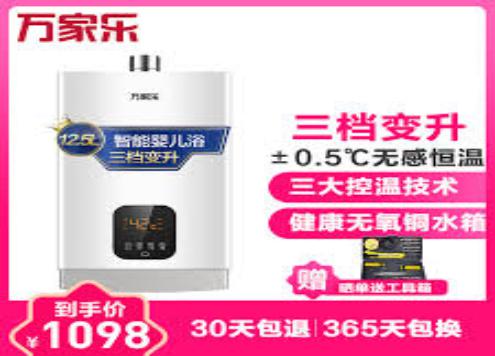 万家乐
万家乐
12.5L
智能婴儿浴
三档变升
42
三档变升
±0.5℃无感恒温
三大控温技术
健康无氧铜水箱
赠
晒单送工具箱
到手价
¥1098
30天包退|365天包换